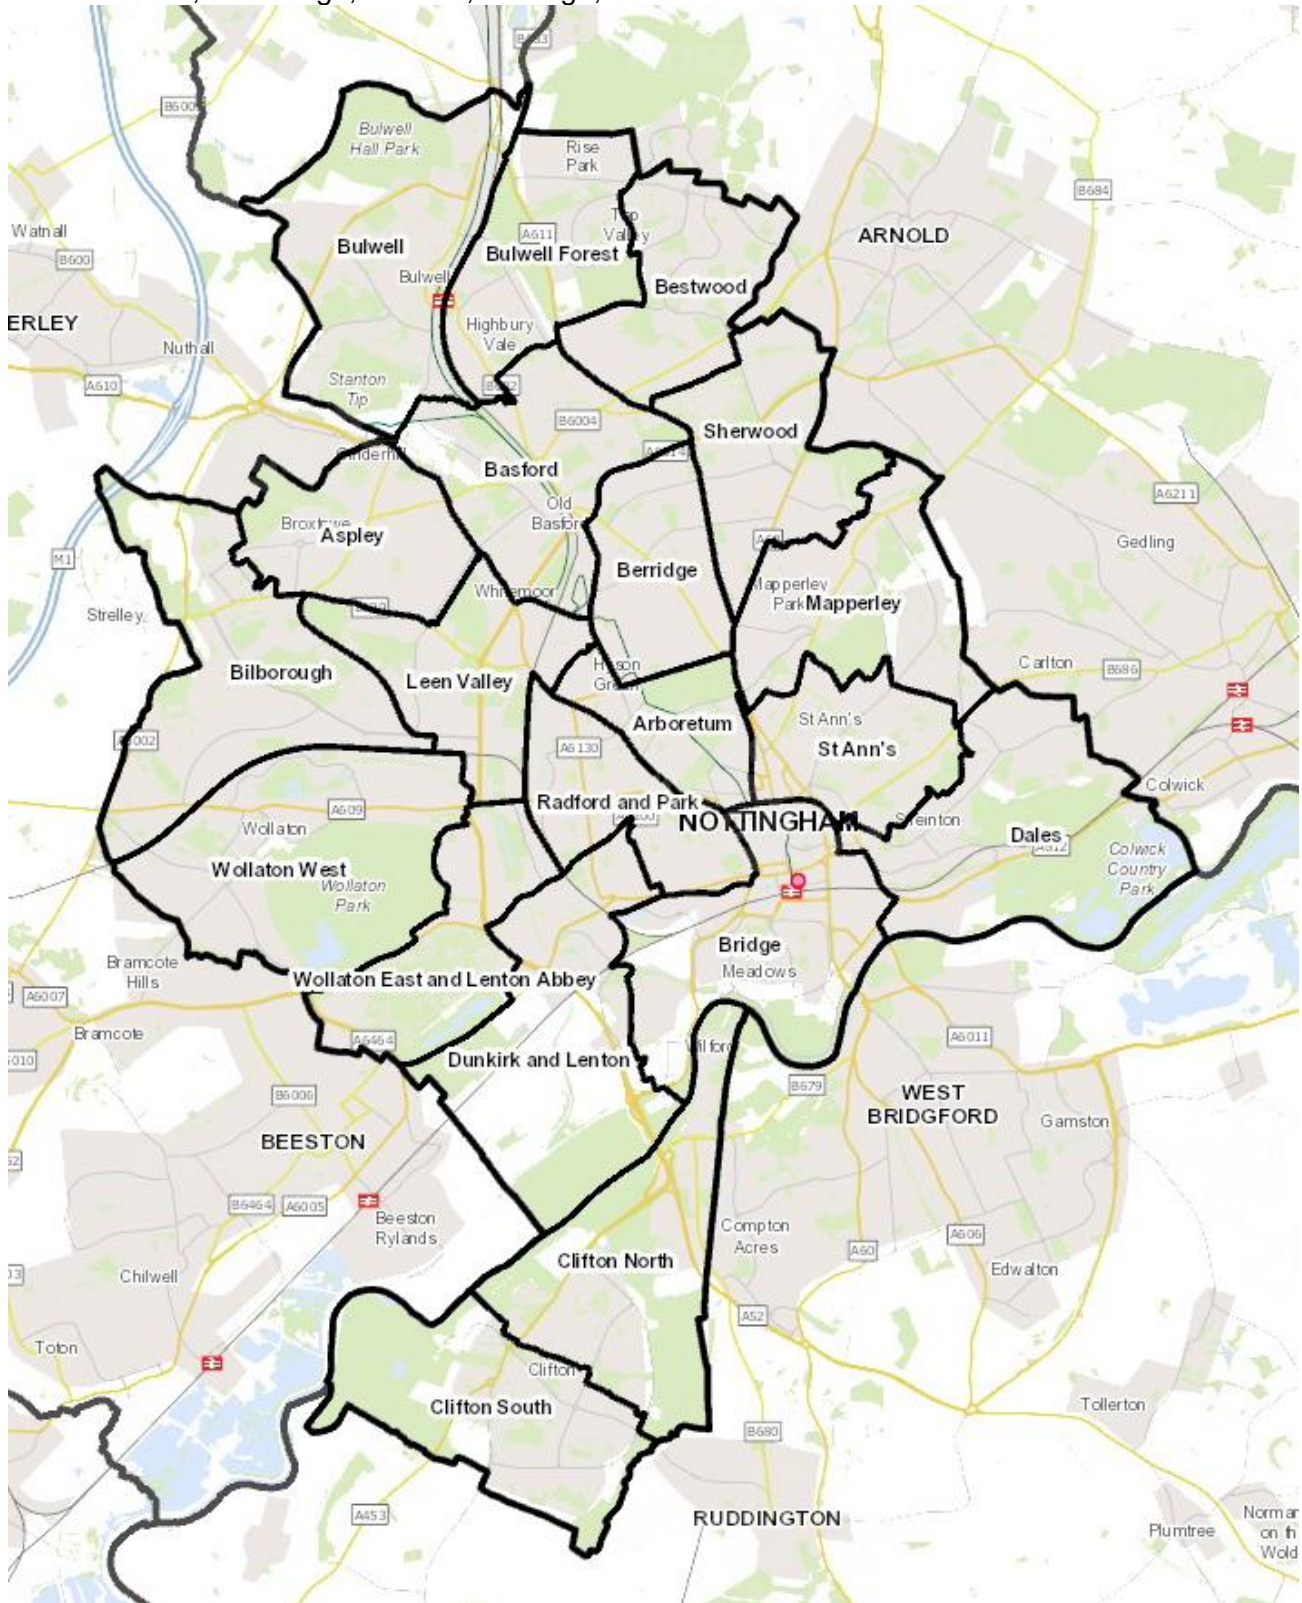 Bulwell
Hall Park
Rise
Park
B684
Watnall
B600
Bulwell
A611
Valley
Bulwell Forest
ARNOLD
Bulwell
Bestwood
ERLEY
Nuthall
Highbury
Vale
A610
Stanton
Tip
B6004
Sherwood
Cinderhill
Basford
A6211
Old
Basford
Aspley
Gedling
M1
Berridge
Strelley
Whitemoor
Mapperley
Park
Mapperley
Bilborough
Leen Valley
Carlton
B686
Arboretum
St Ann's
St Ann's
A6130
Colwick
Radford and Park
A609
NOTTINGHAM
Wollaton
Dales
Colwick
Country
Park
Wollaton West
Wollaton
Park
Bridge
Meadows
Bramcote
Hills
A6007
Wollaton East and Lenton Abbey
Bramcote
A6464
A6011
Dunkirk and Lenton
B679
B6006
WEST
BRIDGFORD
Gamston
BEESTON
B6464
A6005
Beeston
Rylands
Compton
Acres
A60
A606
Clifton North
Edwalton
Chilwell
A52
Toton
Clifton
Clifton South
Tollerton
B680
A453
RUDDINGTON
Plumtree